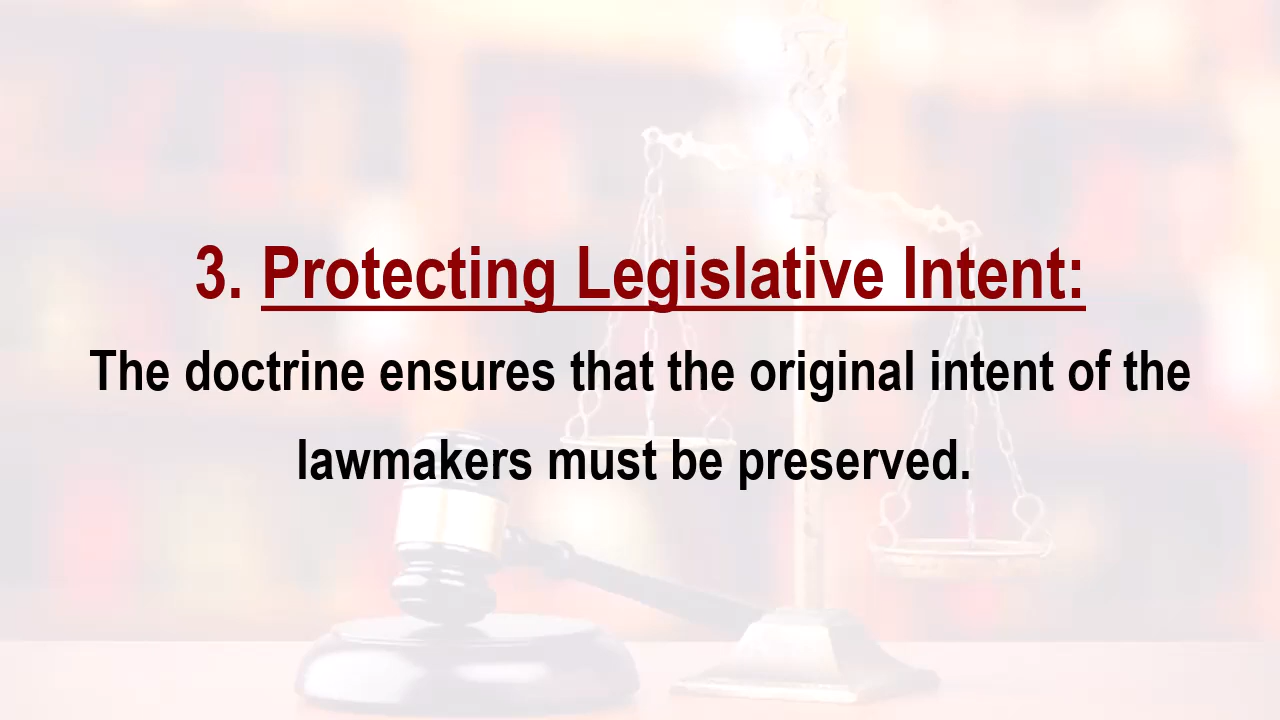 3. Protecting Legislative Intent:
The doctrine ensures that the original intent of the
lawmakers must be preserved.